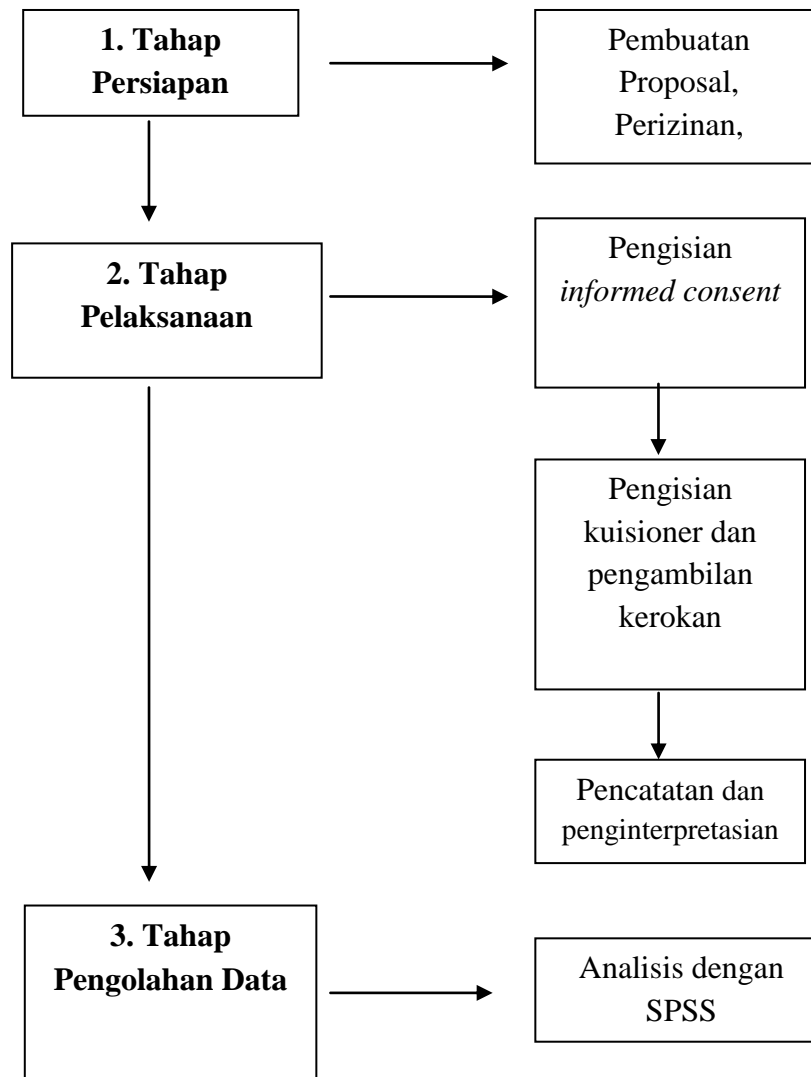 1. Tahap
Persiapan
Pembuatan
Proposal,
Perizinan,
2. Tahap
Pelaksanaan
Pengisian
informed consent
Pengisian
kuisioner dan
pengambilan
kerokan
Pencatatan dan
penginterpretasian
3. Tahap
Pengolahan Data
Analisis dengan
SPSS